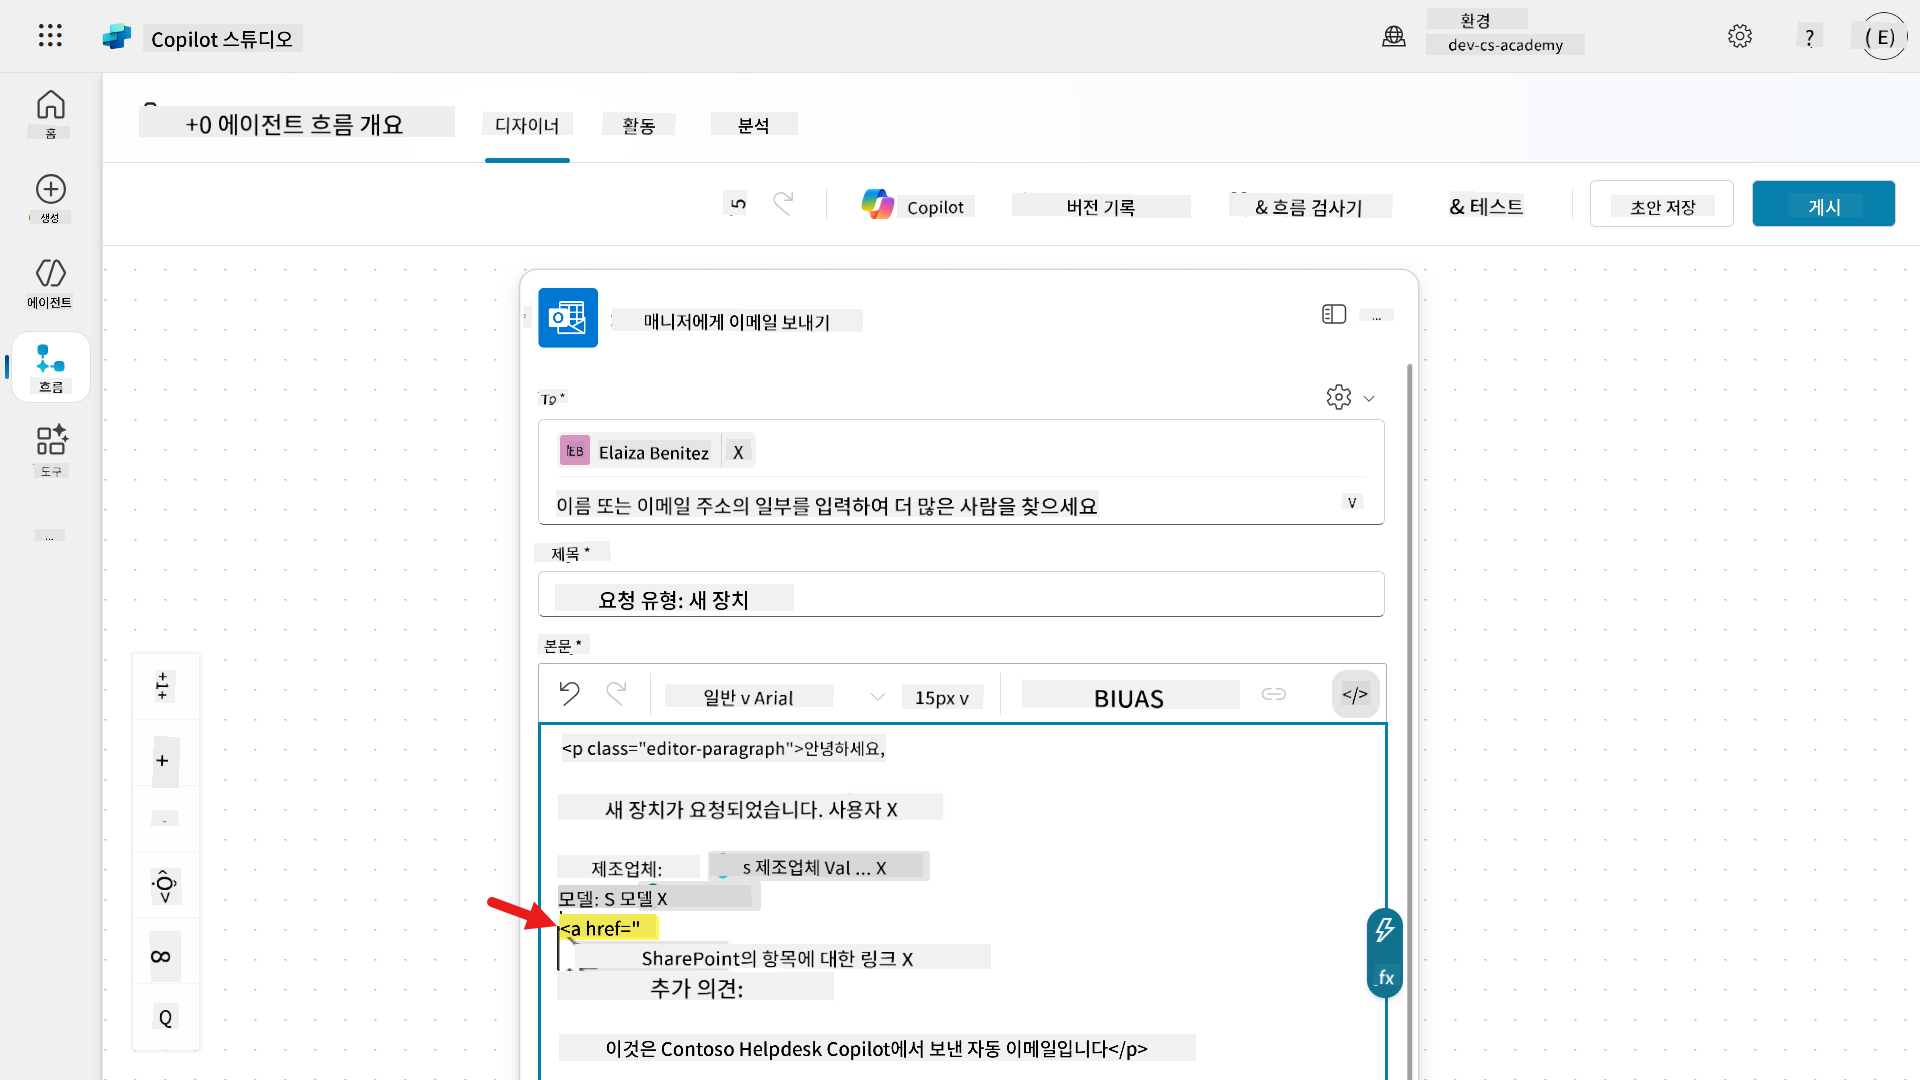 Copilot 스튜디오
환경
dev-cs-academy
?
( E)
홈
생성
에이전트
흐름
도구
...
+0 에이전트 흐름 개요
디자이너
활동
분석
Copilot
버전 기록
& 흐름 검사기
& 테스트
초안 저장
게시
매니저에게 이메일 보내기
...
To *
EB Elaiza Benitez X
이름 또는 이메일 주소의 일부를 입력하여 더 많은 사람을 찾으세요
V
제목 *
요청 유형: 새 장치
본문 *
일반 v Arial
15px v
BIUAS
</>
<p class="editor-paragraph">안녕하세요,
새 장치가 요청되었습니다. 사용자 X
제조업체: s 제조업체 Val ... X
모델: S 모델 X
<a href="
SharePoint의 항목에 대한 링크 X
추가 의견:
이것은 Contoso Helpdesk Copilot에서 보낸 자동 이메일입니다</p>
fx
+
-
Q